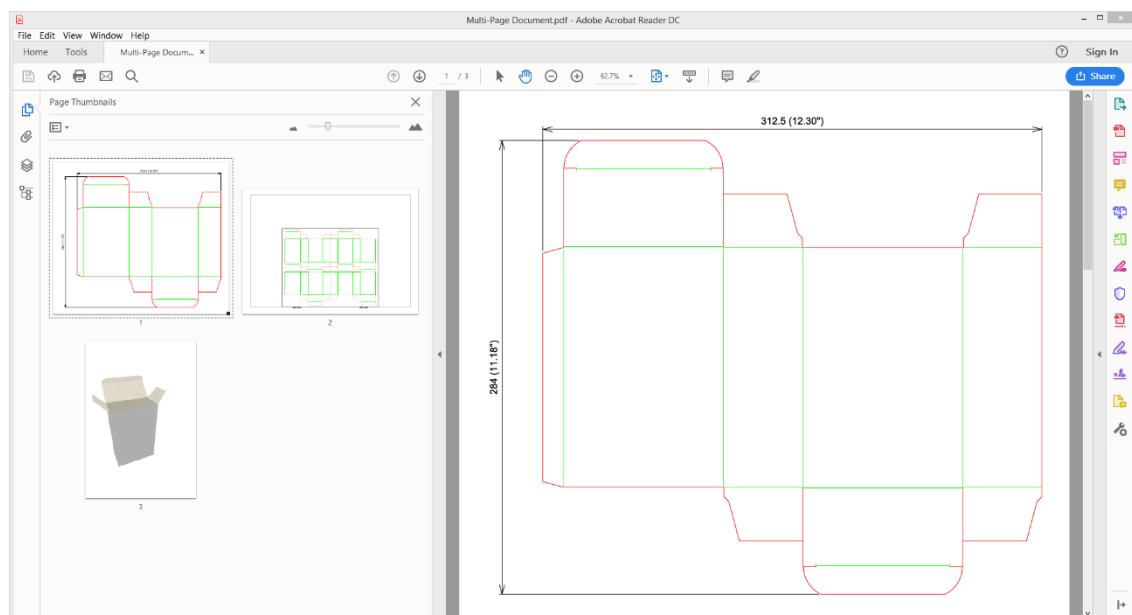 Multi-Page Document.pdf - Adobe Acrobat Reader DC
File Edit View Window Help
Home Tools Multi-Page Docum... × Sign In
1 / 3 62.7% Share
Page Thumbnails
1
2
3
312.5 (12.30")
284 (11.18")